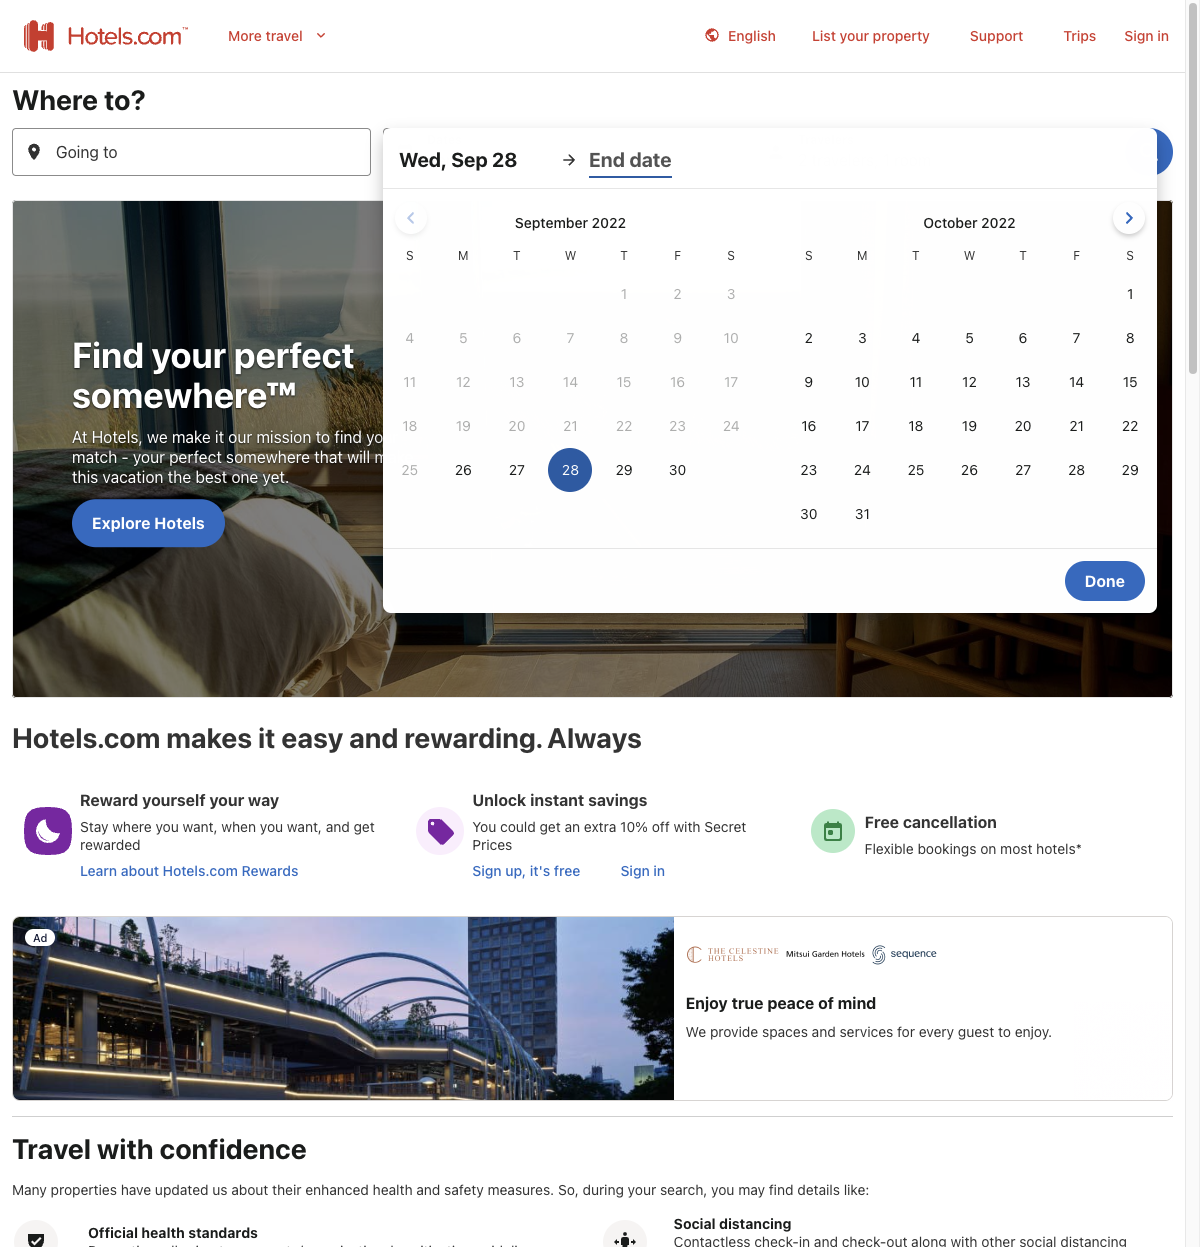 Hotels.com™
More travel
English
List your property
Support
Trips
Sign in
Where to?
Going to
Wed, Sep 28
End date
September 2022
S M T W T F S
1 2 3
4 5 6 7 8 9 10
11 12 13 14 15 16 17
18 19 20 21 22 23 24
25 26 27 28 29 30
October 2022
S M T W T F S
1
2 3 4 5 6 7 8
9 10 11 12 13 14 15
16 17 18 19 20 21 22
23 24 25 26 27 28 29
30 31
Done
Find your perfect
somewhere™
At Hotels, we make it our mission to find yo
match - your perfect somewhere that will m
this vacation the best one yet.
Explore Hotels
Hotels.com makes it easy and rewarding. Always
Reward yourself your way
Stay where you want, when you want, and get
rewarded
Learn about Hotels.com Rewards
Unlock instant savings
You could get an extra 10% off with Secret
Prices
Sign up, it's free
Sign in
Free cancellation
Flexible bookings on most hotels*
Ad
THE CELESTINE
HOTELS
Mitsui Garden Hotels
sequence
Enjoy true peace of mind
We provide spaces and services for every guest to enjoy.
Travel with confidence
Many properties have updated us about their enhanced health and safety measures. So, during your search, you may find details like:
Official health standards
Social distancing
Contactless check-in and check-out along with other social distancing